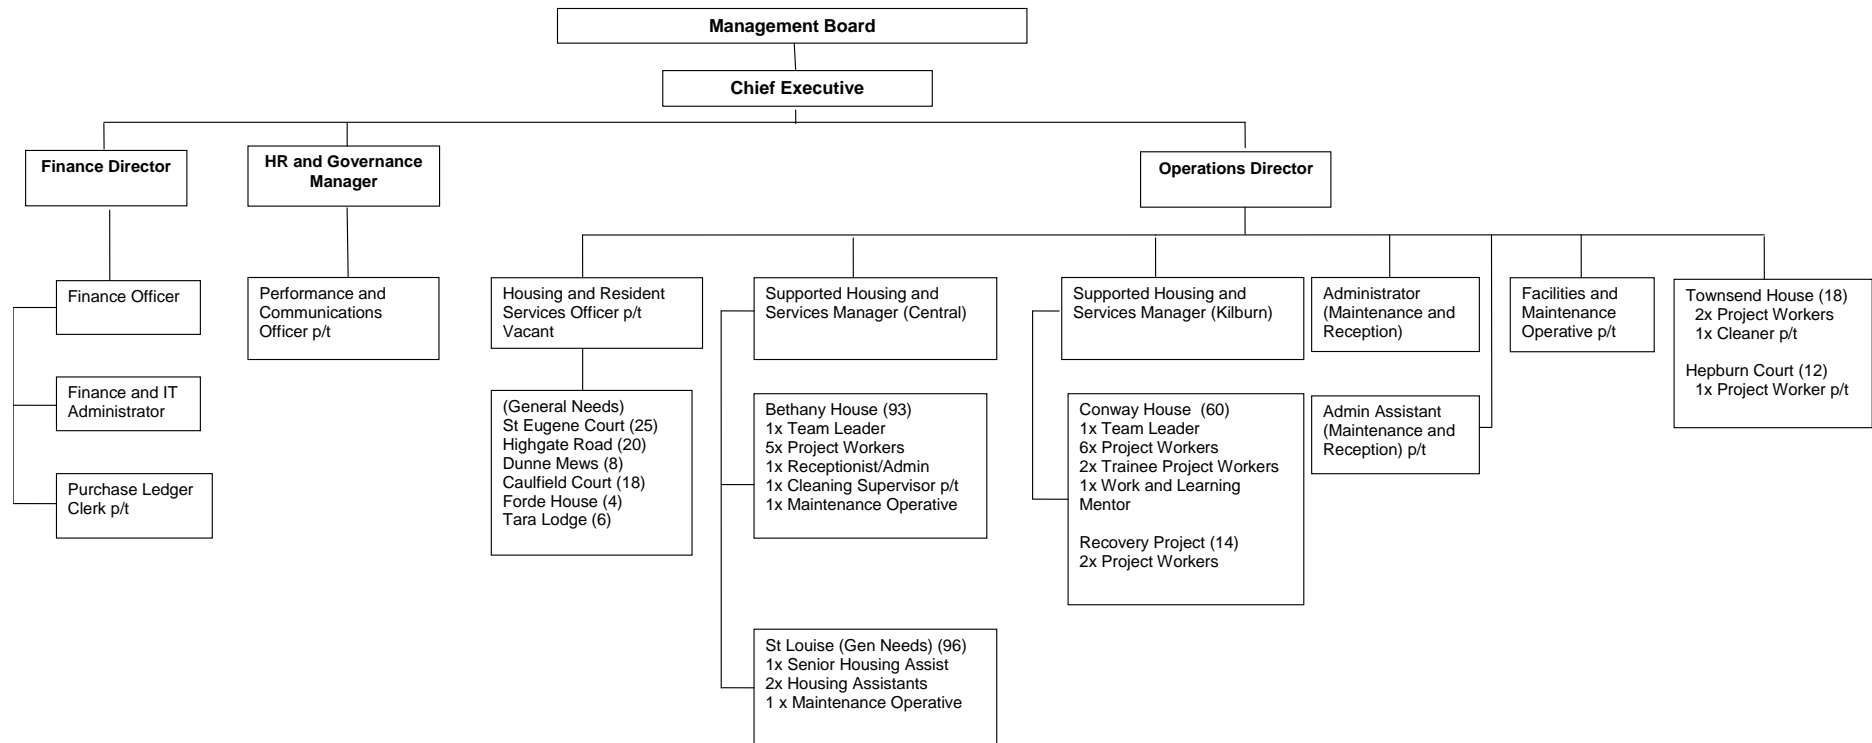 Management Board
Chief Executive
Finance Director
HR and Governance
Manager
Operations Director
Finance Officer
Finance and IT
Administrator
Purchase Ledger
Clerk p/t
Performance and
Communications
Officer p/t
Housing and Resident
Services Officer p/t
Vacant
(General Needs)
St Eugene Court (25)
Highgate Road (20)
Dunne Mews (8)
Caulfield Court (18)
Forde House (4)
Tara Lodge (6)
Supported Housing and
Services Manager (Central)
Bethany House (93)
1x Team Leader
5x Project Workers
1x Receptionist/Admin
1x Cleaning Supervisor p/t
1x Maintenance Operative
St Louise (Gen Needs) (96)
1x Senior Housing Assist
2x Housing Assistants
1 x Maintenance Operative
Supported Housing and
Services Manager (Kilburn)
Conway House (60)
1x Team Leader
6x Project Workers
2x Trainee Project Workers
1x Work and Learning
Mentor
Recovery Project (14)
2x Project Workers
Administrator
(Maintenance and
Reception)
Admin Assistant
(Maintenance and
Reception) p/t
Facilities and
Maintenance
Operative p/t
Townsend House (18)
2x Project Workers
1x Cleaner p/t
Hepburn Court (12)
1x Project Worker p/t